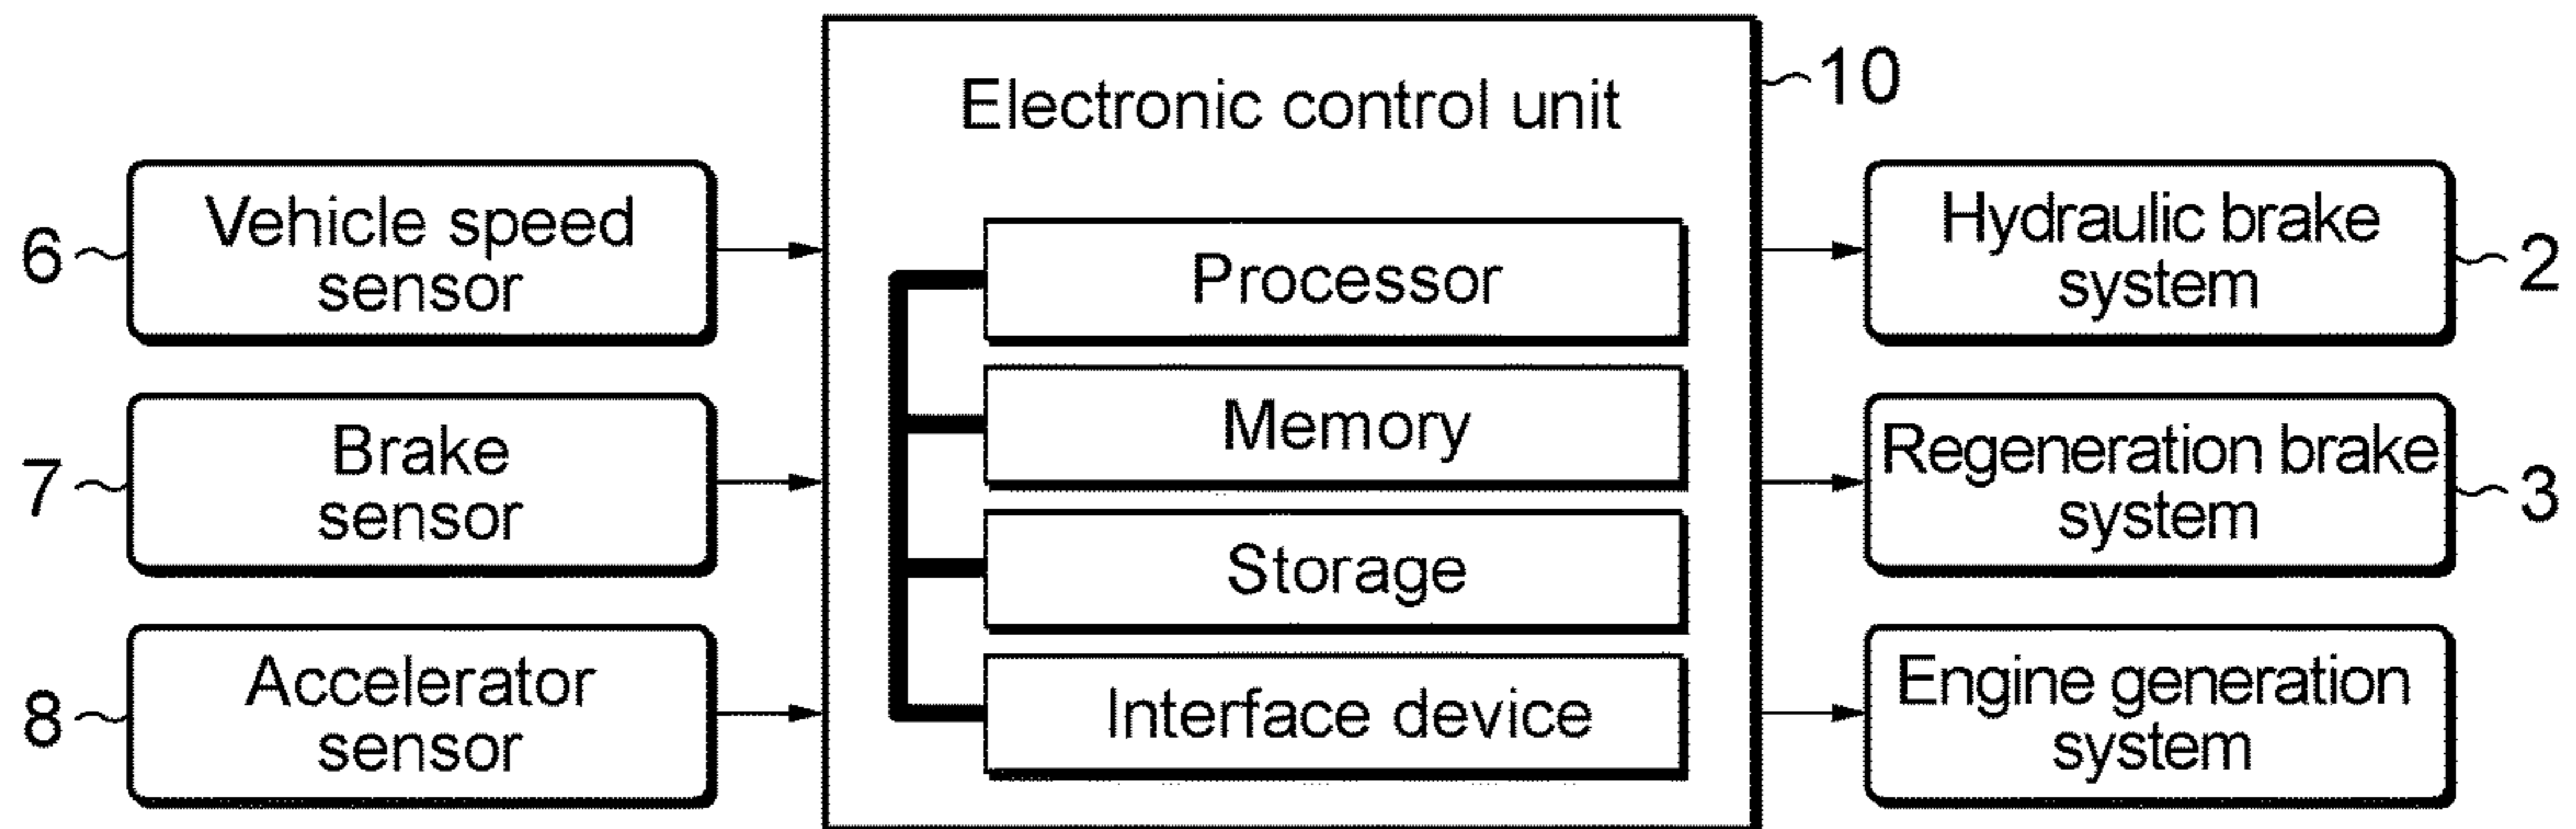 Electronic control unit
10
6
Vehicle speed
sensor
7
Brake
sensor
8
Accelerator
sensor
Processor
Memory
Storage
Interface device
Hydraulic brake
system
2
Regeneration brake
system
3
Engine generation
system